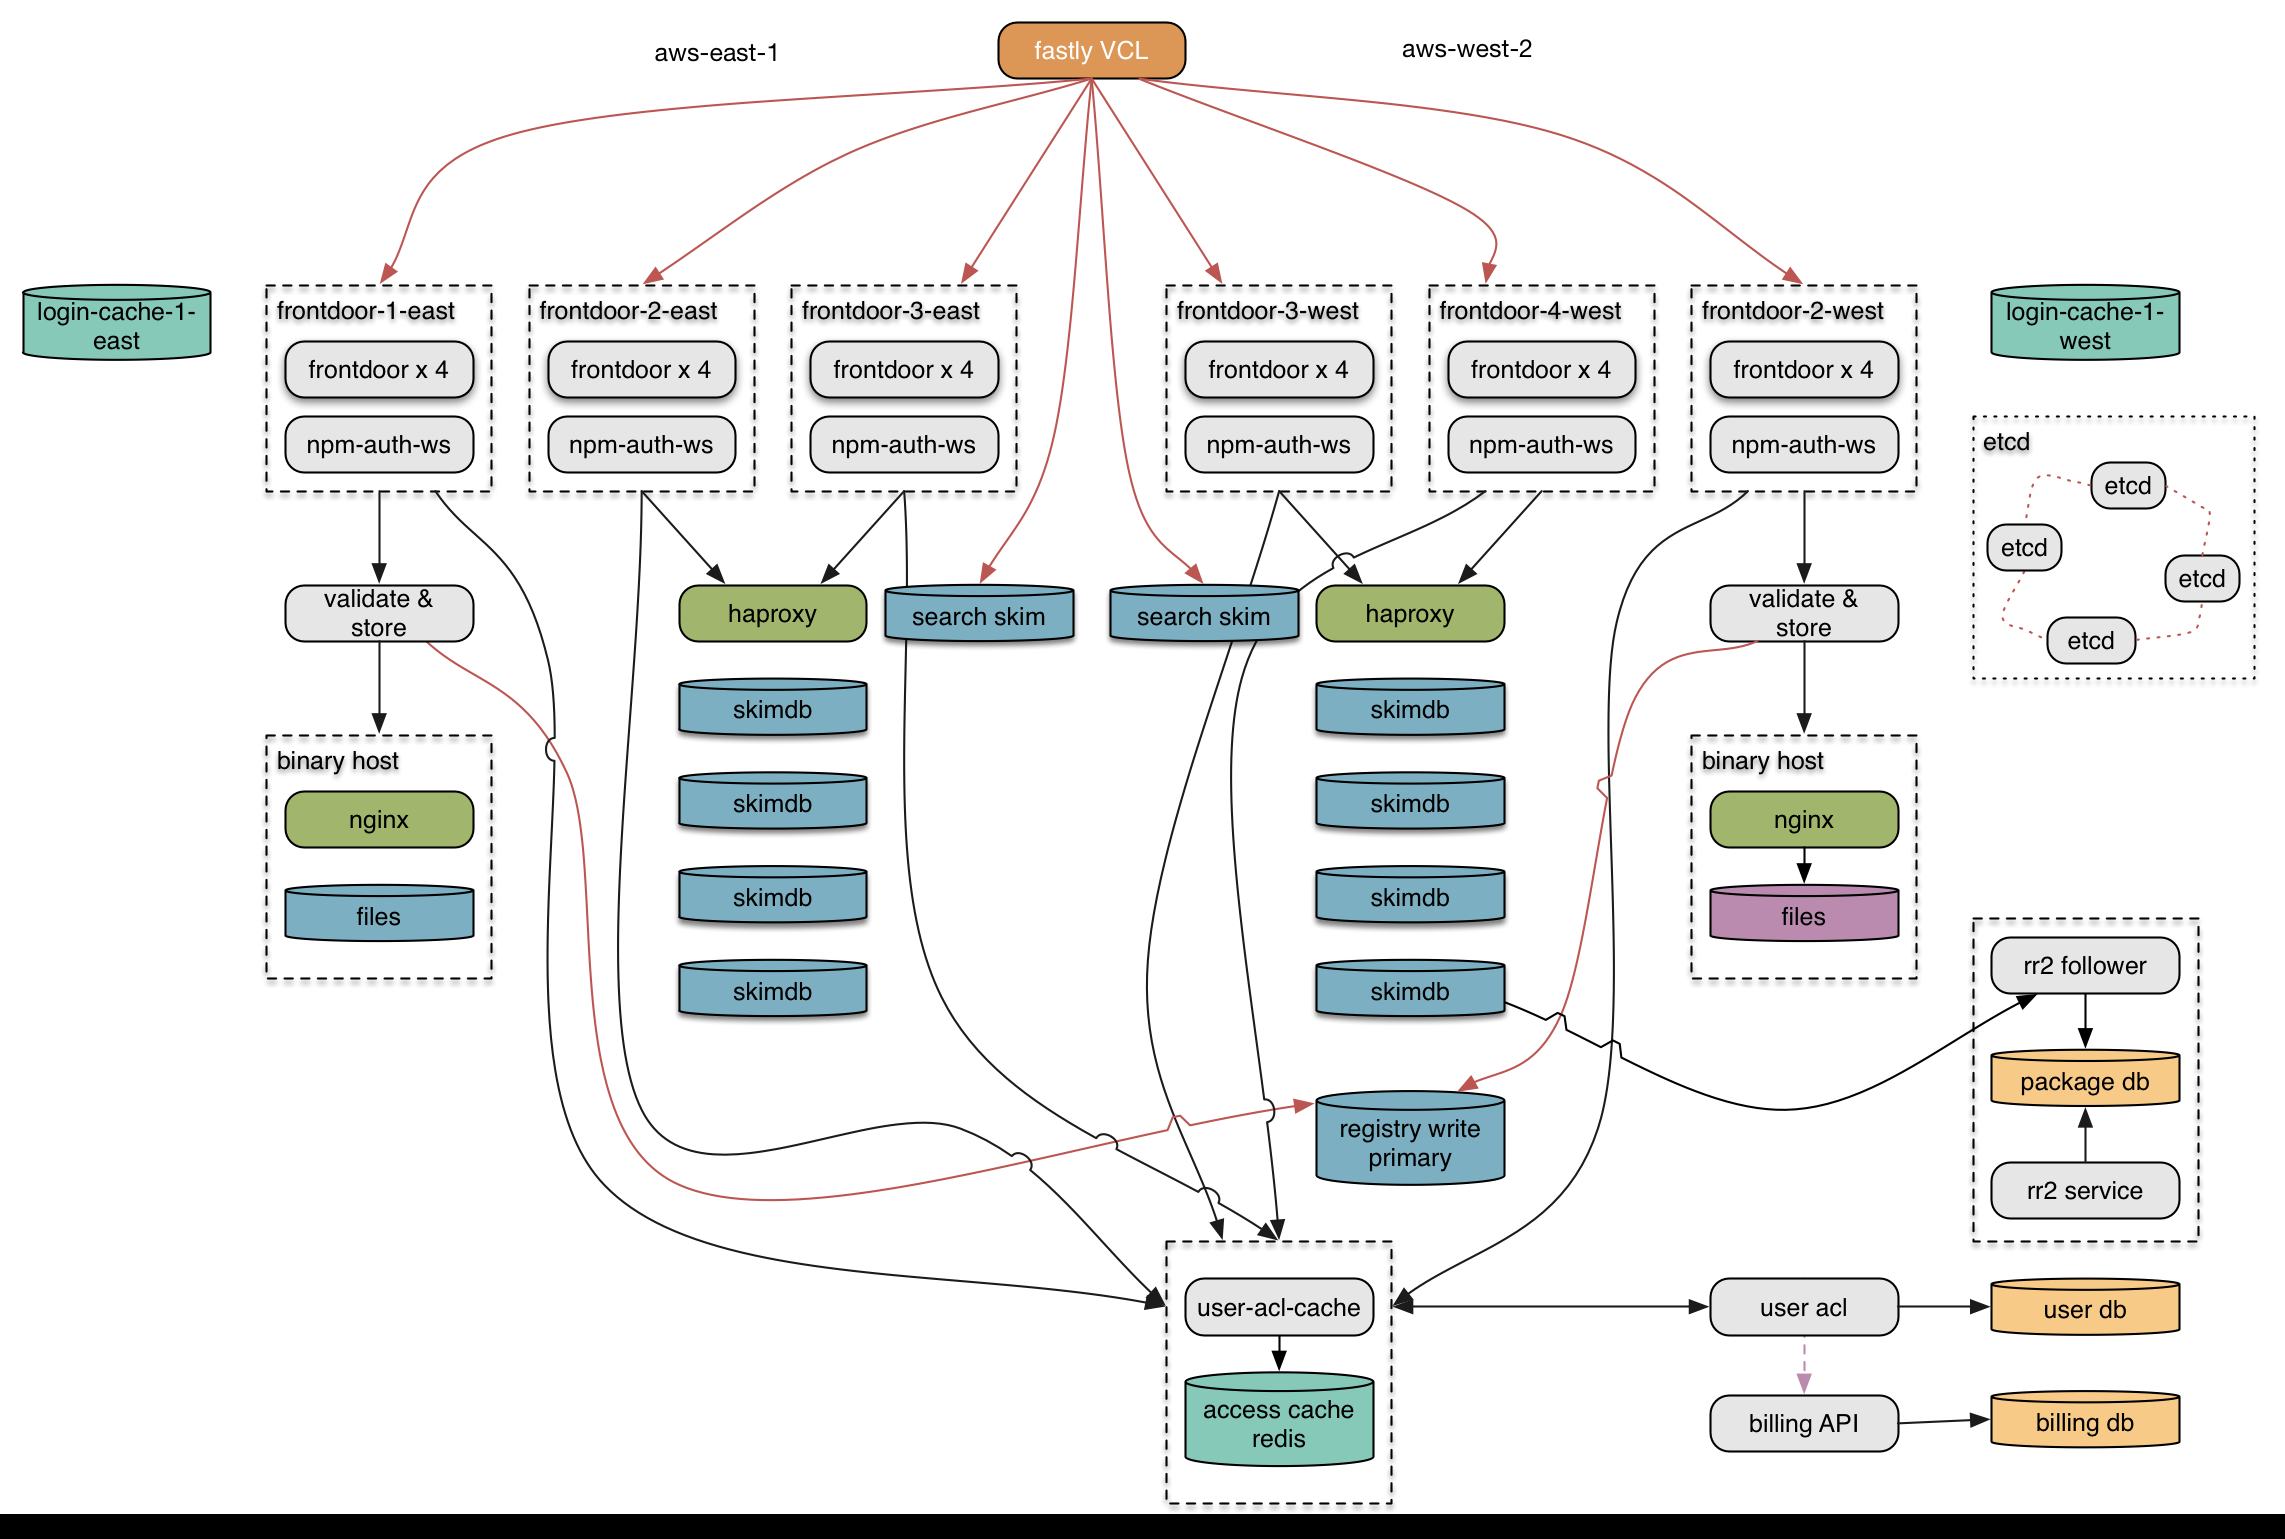 fastly VCL
aws-east-1
aws-west-2
login-cache-1-
east
frontdoor-1-east
frontdoor x 4
npm-auth-ws
frontdoor-2-east
frontdoor x 4
npm-auth-ws
frontdoor-3-east
frontdoor x 4
npm-auth-ws
frontdoor-3-west
frontdoor x 4
npm-auth-ws
frontdoor-4-west
frontdoor x 4
npm-auth-ws
frontdoor-2-west
frontdoor x 4
npm-auth-ws
login-cache-1-
west
etcd
etcd
etcd
etcd
etcd
validate &
store
haproxy
search skim
search skim
haproxy
validate &
store
skimdb
skimdb
skimdb
skimdb
skimdb
skimdb
skimdb
skimdb
binary host
nginx
files
binary host
nginx
files
rr2 follower
package db
rr2 service
registry write
primary
user-acl-cache
access cache
redis
user acl
user db
billing API
billing db